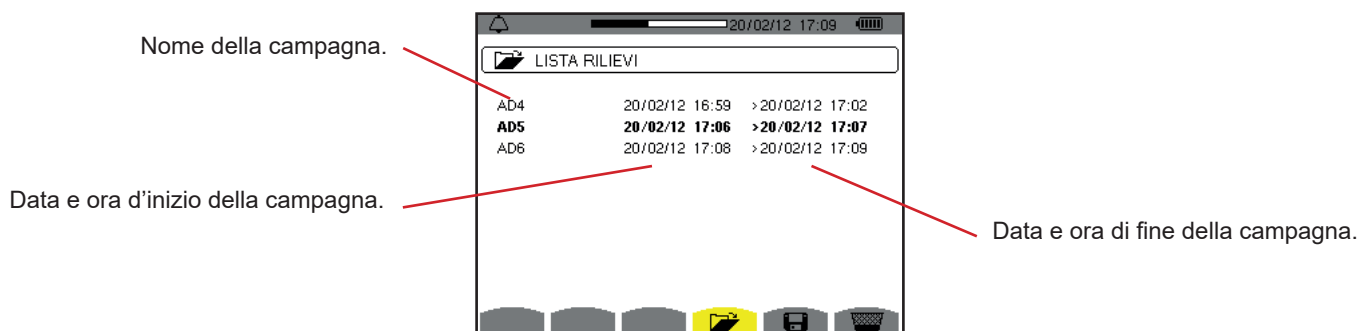 20/02/12 17:09
Nome della campagna.
LISTA RILIEVI
AD4 20/02/12 16:59 >20/02/12 17:02
AD5 20/02/12 17:06 >20/02/12 17:07
AD6 20/02/12 17:08 >20/02/12 17:09
Data e ora d’inizio della campagna.
Data e ora di fine della campagna.